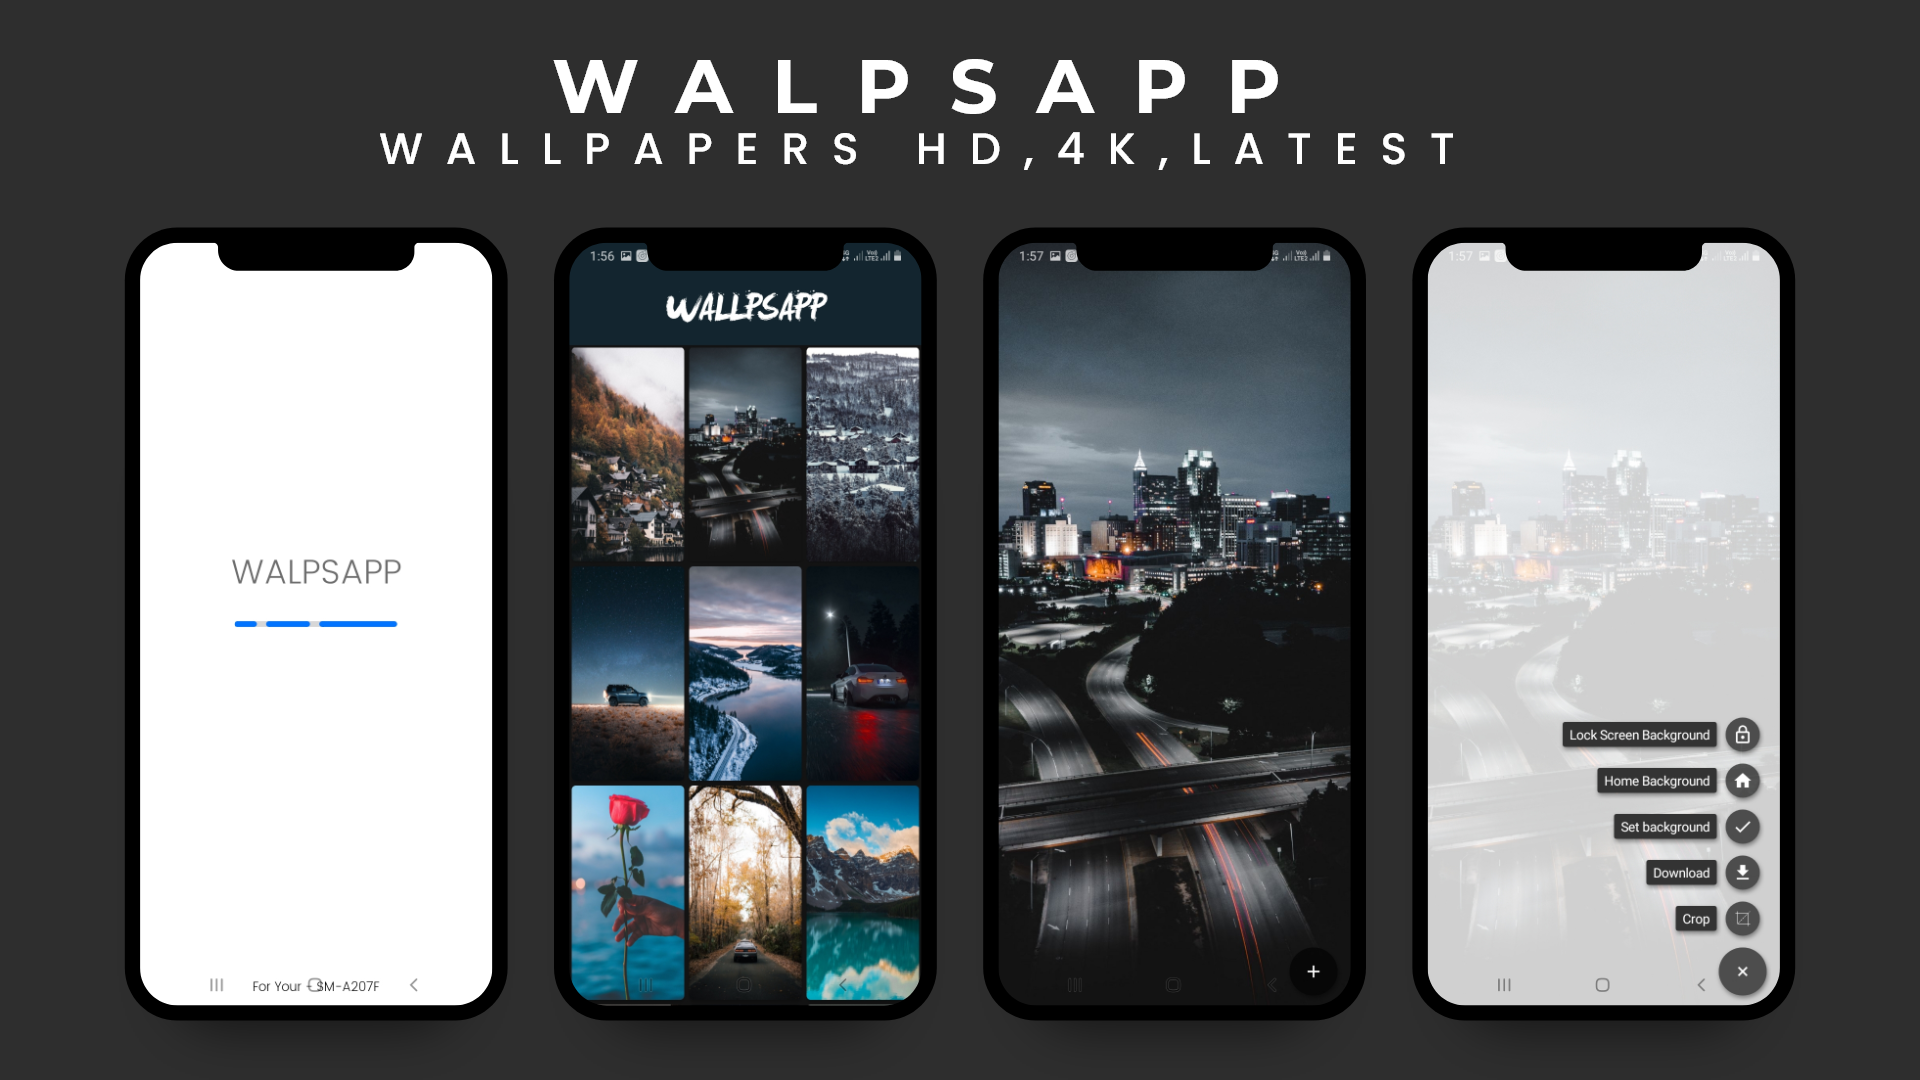 WALPSAPP
WALLPAPERS HD,4K,LATEST
WALPSAPP
For Your - SM-A207F
1:56
WALLPSAPP
1:57
1:57
Lock Screen Background
Home Background
Set background
Download
Crop